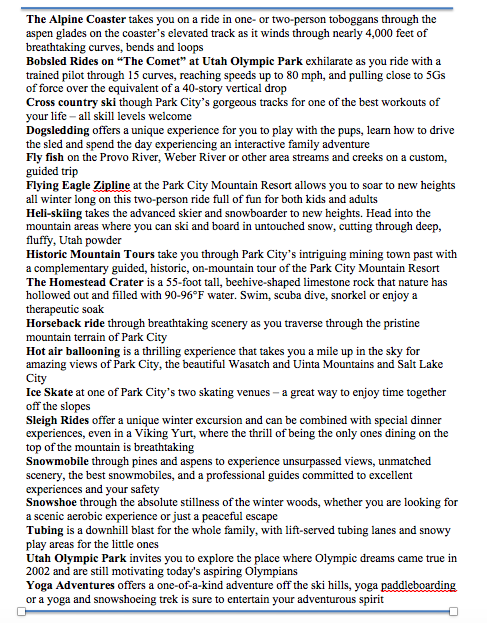 The Alpine Coaster takes you on a ride in one- or two-person toboggans through the
aspen glades on the coaster's elevated track as it winds through nearly 4,000 feet of
breathtaking curves, bends and loops
Bobsled Rides on “The Comet” at Utah Olympic Park exhilarate as you ride with a
trained pilot through 15 curves, reaching speeds up to 80 mph, and pulling close to 5Gs
of force over the equivalent of a 40-story vertical drop
Cross country ski though Park City's gorgeous tracks for one of the best workouts of
your life – all skill levels welcome
Dogsledding offers a unique experience for you to play with the pups, learn how to drive
the sled and spend the day experiencing an interactive family adventure
Fly fish on the Provo River, Weber River or other area streams and creeks on a custom,
guided trip
Flying Eagle Zipline at the Park City Mountain Resort allows you to soar to new heights
all winter long on this two-person ride full of fun for both kids and adults
Heli-skiing takes the advanced skier and snowboarder to new heights. Head into the
mountain areas where you can ski and board in untouched snow, cutting through deep,
fluffy, Utah powder
Historic Mountain Tours take you through Park City's intriguing mining town past with
a complementary guided, historic, on-mountain tour of the Park City Mountain Resort
The Homestead Crater is a 55-foot tall, beehive-shaped limestone rock that nature has
hollowed out and filled with 90-96°F water. Swim, scuba dive, snorkel or enjoy a
therapeutic soak
Horseback ride through breathtaking scenery as you traverse through the pristine
mountain terrain of Park City
Hot air ballooning is a thrilling experience that takes you a mile up in the sky for
amazing views of Park City, the beautiful Wasatch and Uinta Mountains and Salt Lake
City
Ice Skate at one of Park City's two skating venues – a great way to enjoy time together
off the slopes
Sleigh Rides offer a unique winter excursion and can be combined with special dinner
experiences, even in a Viking Yurt, where the thrill of being the only ones dining on the
top of the mountain is breathtaking
Snowmobile through pines and aspens to experience unsurpassed views, unmatched
scenery, the best snowmobiles, and a professional guides committed to excellent
experiences and your safety
Snowshoe through the absolute stillness of the winter woods, whether you are looking for
a scenic aerobic experience or just a peaceful escape
Tubing is a downhill blast for the whole family, with lift-served tubing lanes and snowy
play areas for the little ones
Utah Olympic Park invites you to explore the place where Olympic dreams came true in
2002 and are still motivating today's aspiring Olympians
Yoga Adventures offers a one-of-a-kind adventure off the ski hills, yoga paddleboarding
or a yoga and snowshoeing trek is sure to entertain your adventurous spirit